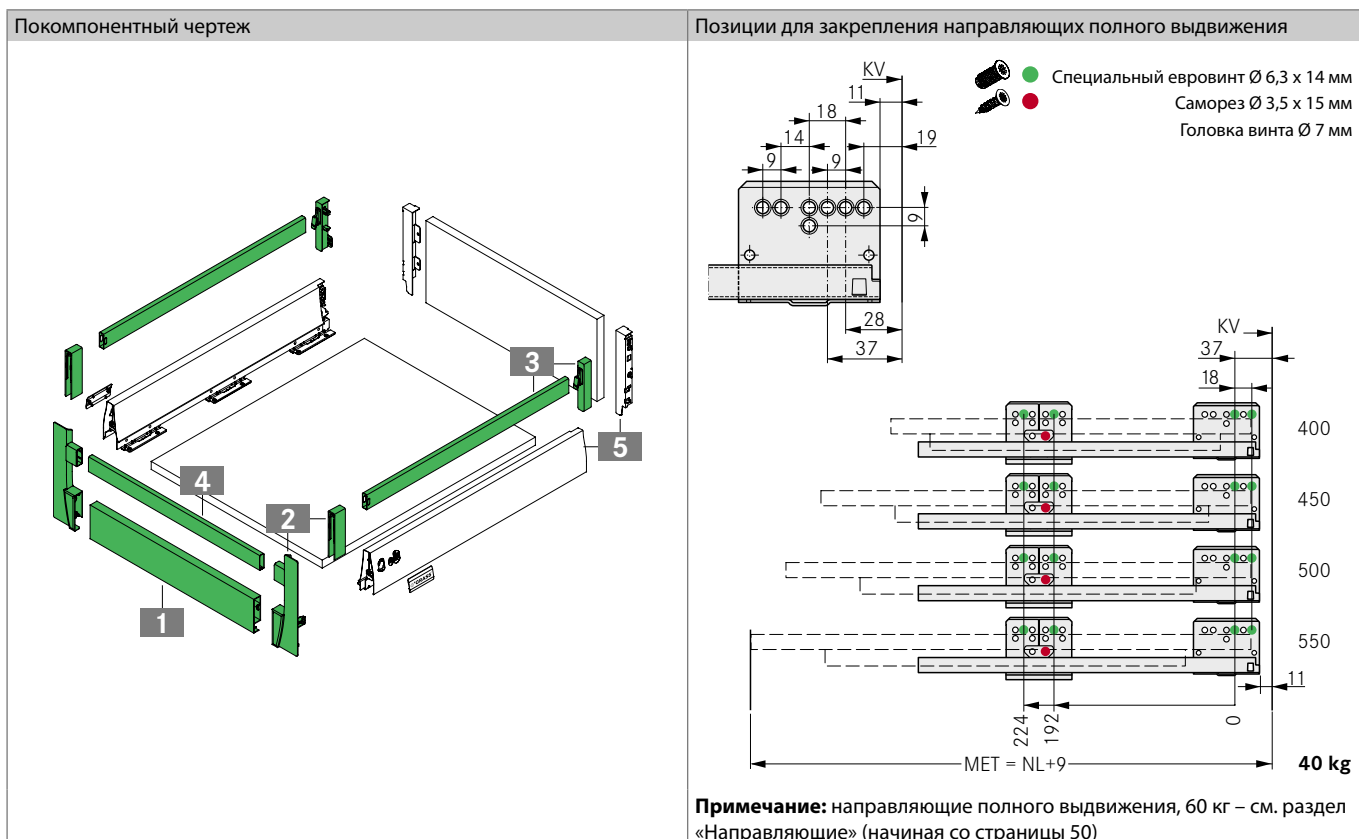 Покомпонентный чертеж
Позиции для закрепления направляющих полного выдвижения
KV
Специальный евровинт Ø 6,3 x 14 мм
Саморез Ø 3,5 x 15 мм
Головка винта Ø 7 мм
11
18
14
19
9
9
9
28
37
3
5
4
2
1
KV
37
18
400
450
500
550
11
224
192
0
MET = NL+9
40 kg
Примечание: направляющие полного выдвижения, 60 кг – см. раздел
«Направляющие» (начиная со страницы 50)